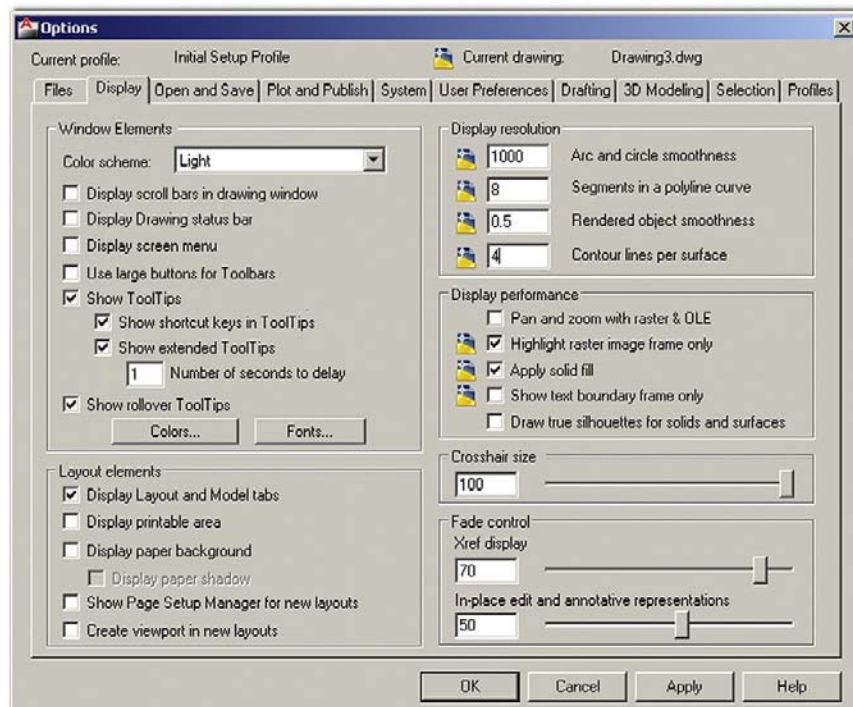 Options
Current profile: Initial Setup Profile Current drawing: Drawing3.dwg
Files Display Open and Save Plot and Publish System User Preferences Drafting 3D Modeling Selection Profiles
Window Elements
Color scheme: Light
Display scroll bars in drawing window
Display Drawing status bar
Display screen menu
Use large buttons for Toolbars
Show ToolTips
Show shortcut keys in ToolTips
Show extended ToolTips
1 Number of seconds to delay
Show rollover ToolTips
Colors... Fonts...
Layout elements
Display Layout and Model tabs
Display printable area
Display paper background
Display paper shadow
Show Page Setup Manager for new layouts
Create viewport in new layouts
Display resolution
1000 Arc and circle smoothness
8 Segments in a polyline curve
0.5 Rendered object smoothness
4 Contour lines per surface
Display performance
Pan and zoom with raster & OLE
Highlight raster image frame only
Apply solid fill
Show text boundary frame only
Draw true silhouettes for solids and surfaces
Crosshair size
100
Fade control
Xref display
70
In-place edit and annotative representations
50
OK Cancel Apply Help